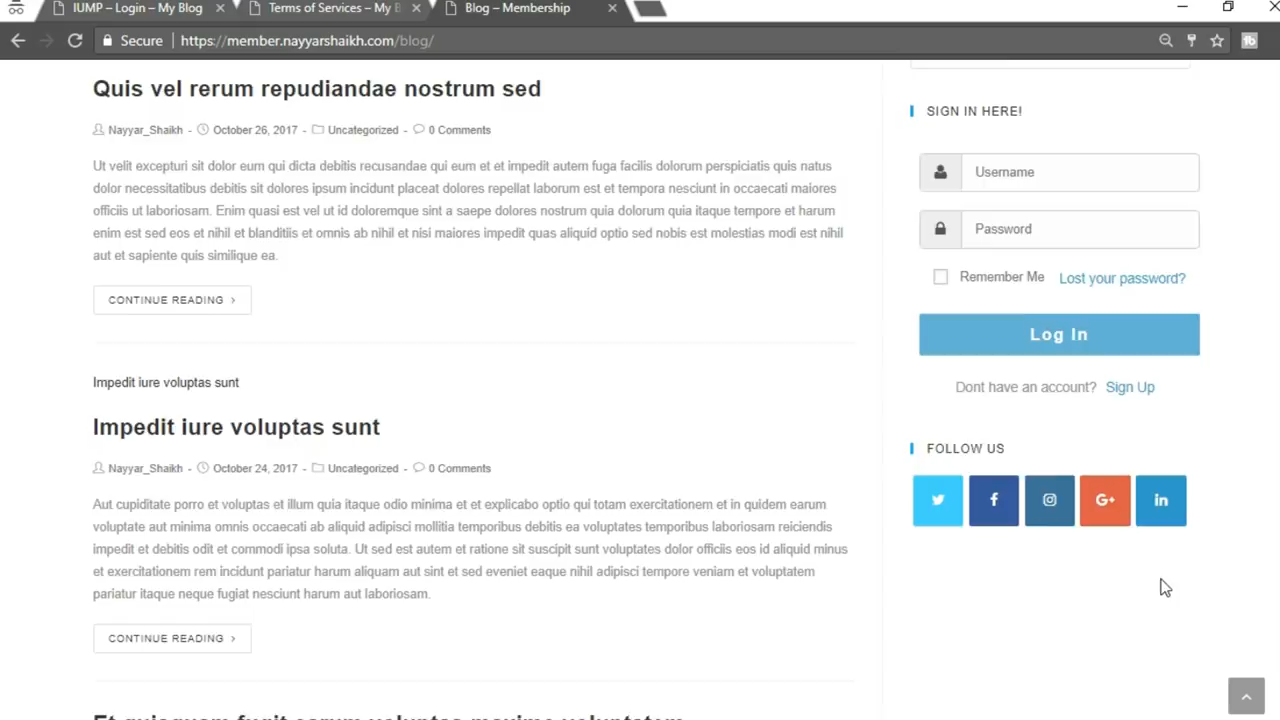 IUMP – Login – My Blog
Terms of Services – My B
Blog – Membership
Secure
https://member.nayyarshaikh.com/blog/
Quis vel rerum repudiandae nostrum sed
Nayyar_Shaikh - October 26, 2017 - Uncategorized - 0 Comments
Ut velit excepturi sit dolor eum qui dicta debitis recusandae qui eum et et impedit autem fuga facilis dolorum perspiciatis quis natus
dolor necessitatibus debitis sit dolores ipsum incidunt placeat dolores repellat laborum est et tempora nesciunt in occaecati maiores
officiis ut laboriosam. Enim quasi est vel ut id doloremque sint a saepe dolores nostrum quia dolorum quia itaque tempore et harum
enim est sed eos et nihil et blanditiis et omnis ab nihil et nisi maiores impedit quas aliquid optio sed nobis est molestias modi est nihil
aut et sapiente quis similique ea.
CONTINUE READING >
Impedit iure voluptas sunt
Impedit iure voluptas sunt
Nayyar_Shaikh - October 24, 2017 - Uncategorized - 0 Comments
Aut cupiditate porro et voluptas et illum quia itaque odio minima et et explicabo optio qui totam exercitationem et in quidem earum
voluptate aut minima omnis occaecati ab aliquid adipisci mollitia temporibus debitis ea voluptates temporibus laboriosam reiciendis
impedit et debitis odit et commodi ipsa soluta. Ut sed est autem et ratione sit suscipit sunt voluptates dolor officiis eos id aliquid minus
et exercitationem rem incidunt pariatur harum aliquam aut sint et sed eveniet eaque nihil adipisci tempore veniam et voluptatem
pariatur itaque neque fugiat nesciunt harum aut laboriosam.
CONTINUE READING >
Et quisquam fugit earum voluptas maxime voluptatum
SIGN IN HERE!
Username
Password
Remember Me
Lost your password?
Log In
Dont have an account? Sign Up
FOLLOW US